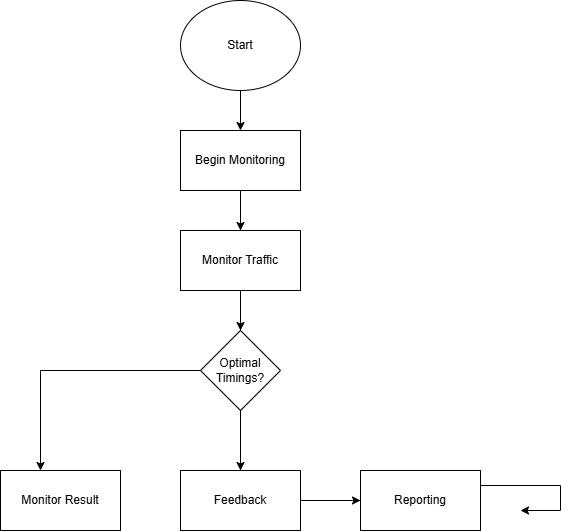 Start
Begin Monitoring
Monitor Traffic
Optimal
Timings?
Monitor Result
Feedback
Reporting